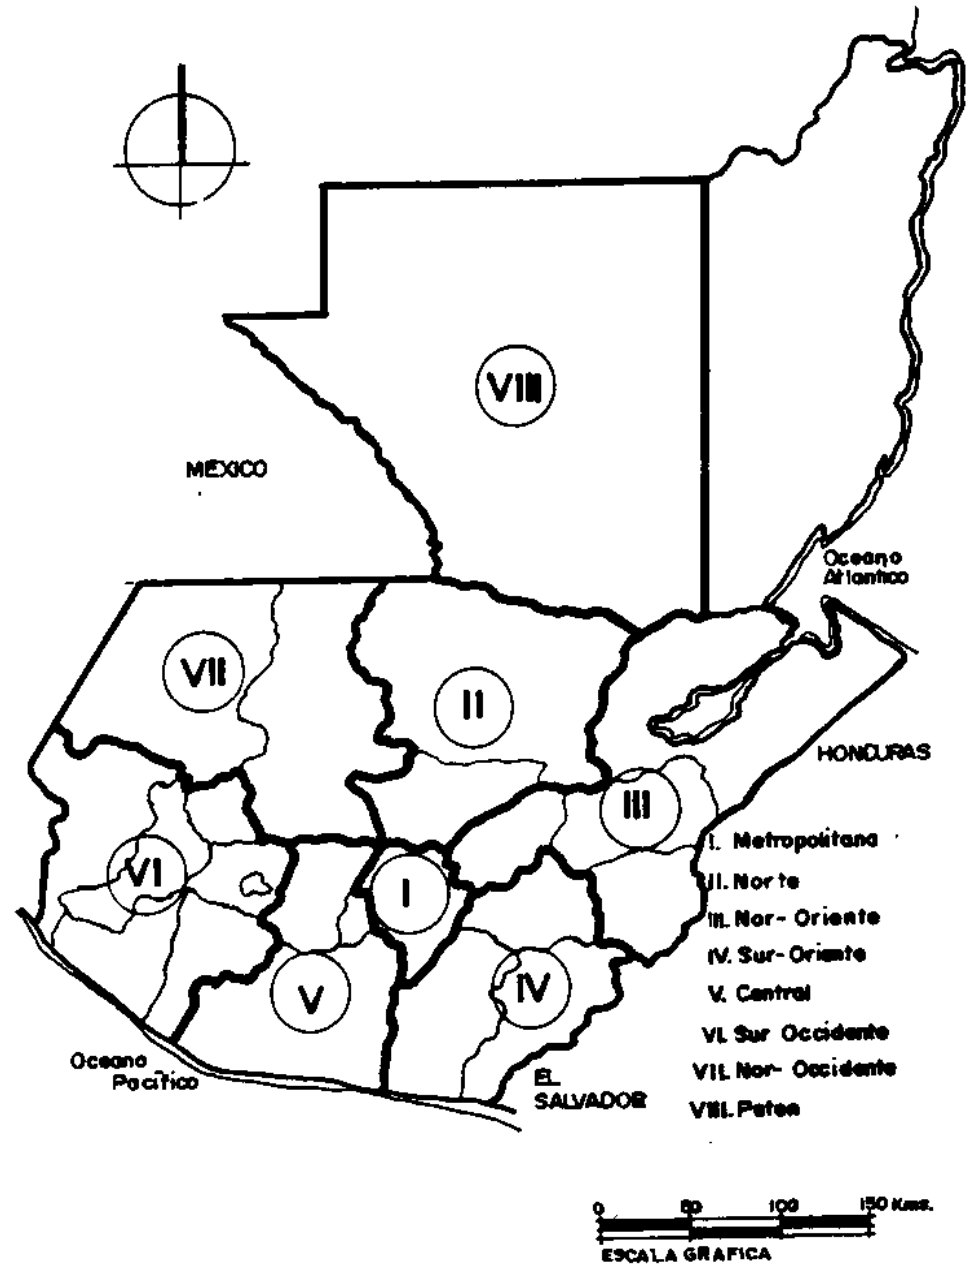 VIII
MEXICO
Oceano
Atlantico
VII
II
HONDURAS
III
I. Metropolitana
VI
I
II. Norte
III. Nor- Oriente
IV. Sur- Oriente
IV
V
V. Central
VI. Sur Occidente
Oceano
Pacífico
VII. Nor- Occidente
EL
SALVADOR
VIII. Peten
0 50 100 150 Kms.
ESCALA GRAFICA